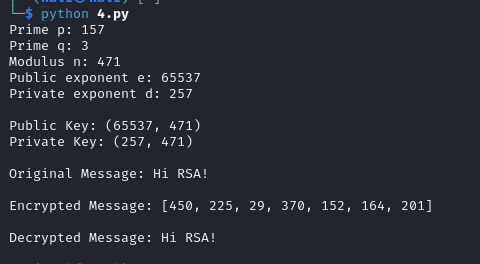 $ python 4.py
Prime p: 157
Prime q: 3
Modulus n: 471
Public exponent e: 65537
Private exponent d: 257
Public Key: (65537, 471)
Private Key: (257, 471)
Original Message: Hi RSA!
Encrypted Message: [450, 225, 29, 370, 152, 164, 201]
Decrypted Message: Hi RSA!